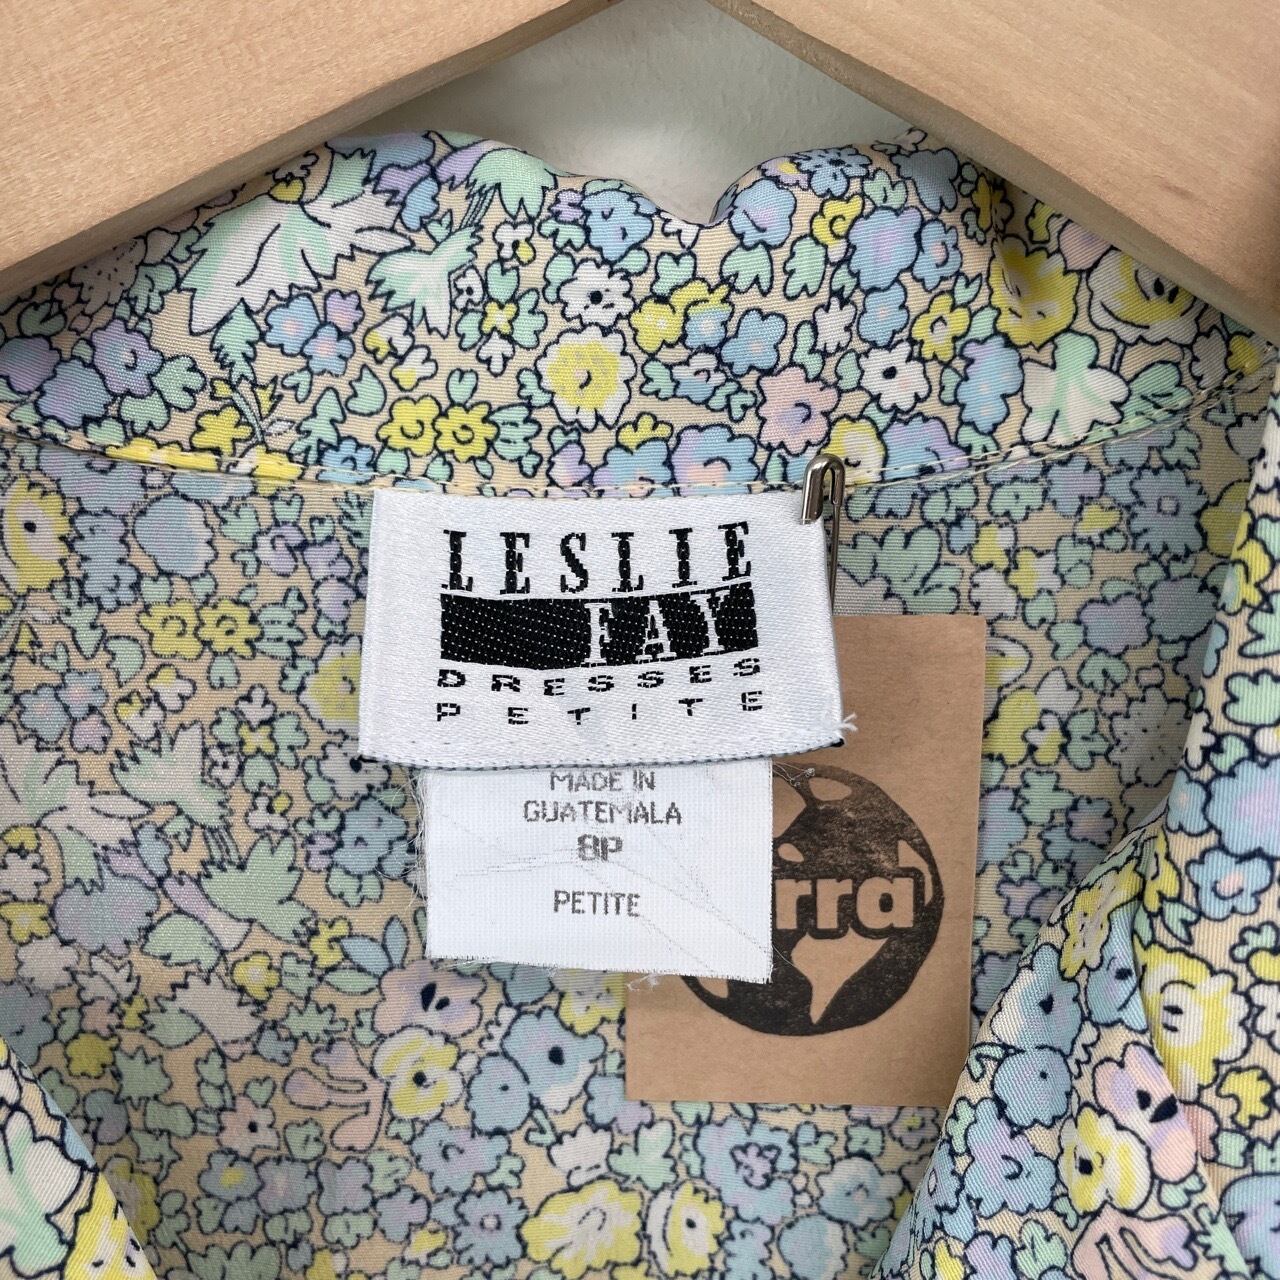 LESLIE
FAY
DRESSES
PETITE
MADE IN
GUATEMALA
8P
PETITE
rra